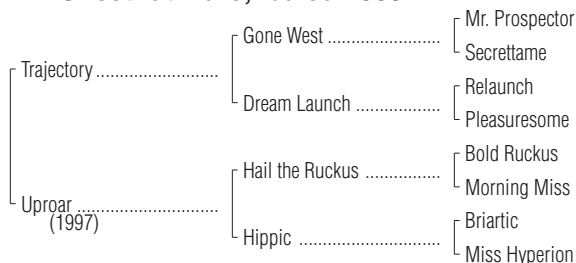 Mr. Prospector
Gone West ........................
Secrettame
Trajectory ..................................
Relaunch
Dream Launch ..................
Pleasuresome
Bold Ruckus
Hail the Ruckus ................
Morning Miss
Uproar .......................................
(1997)
Briartic
Hippic ..............................
Miss Hyperion